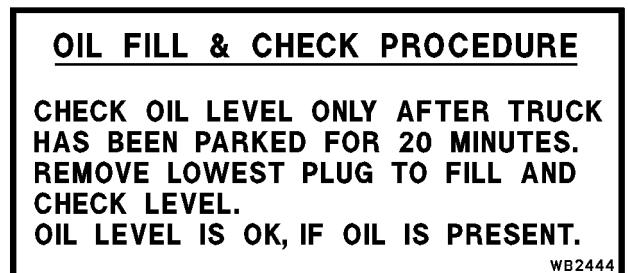 OIL FILL & CHECK PROCEDURE
CHECK OIL LEVEL ONLY AFTER TRUCK
HAS BEEN PARKED FOR 20 MINUTES.
REMOVE LOWEST PLUG TO FILL AND
CHECK LEVEL.
OIL LEVEL IS OK, IF OIL IS PRESENT.
WB2444